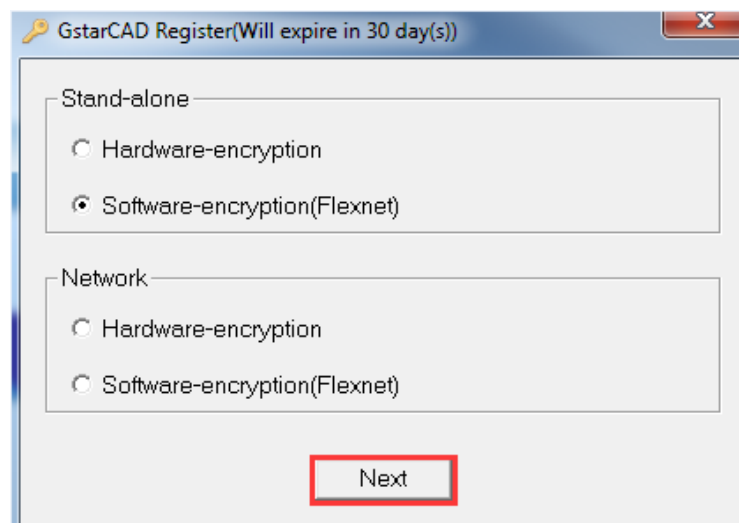 GstarCAD Register(Will expire in 30 day(s))
Stand-alone
Hardware-encryption
Software-encryption(Flexnet)
Network
Hardware-encryption
Software-encryption(Flexnet)
Next